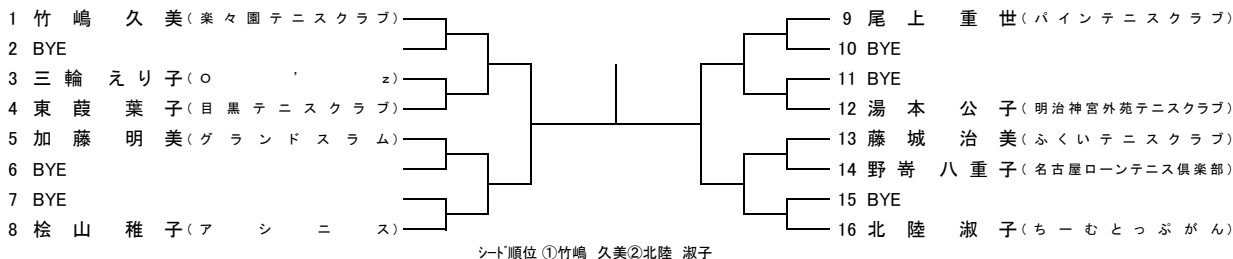 1 竹嶋 久美(楽々園テニスクラブ)
2 BYE
3 三輪 えり子(O'z)
4 東 葭葉子(目黒テニスクラブ)
5 加藤 明美(グランドスラム)
6 BYE
7 BYE
8 桧山 稚子(アシニス)
9 尾上 重世(パインテニスクラブ)
10 BYE
11 BYE
12 湯本 公子(明治神宮外苑テニスクラブ)
13 藤城 治美(ふくいテニスクラブ)
14 野嵜 八重子(名古屋ローンテニス倶楽部)
15 BYE
16 北陸 淑子(ちーむとっぷがん)
シード順位 ①竹嶋 久美②北陸 淑子